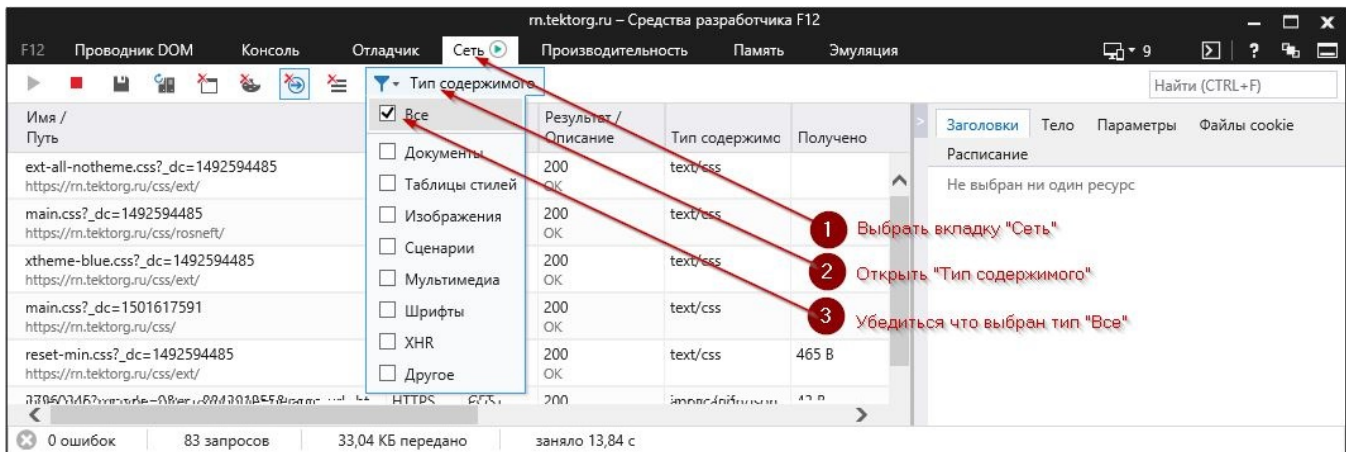 rn.tektorg.ru – Средства разработчика F12
F12 Проводник DOM Консоль Отладчик Сеть Производительность Память Эмуляция 9 ?
Тип содержимого Найти (CTRL+F)
Имя / Путь Результат / Описание Тип содержимо Получено
Все
Документы
Таблицы стилей
Изображения
Сценарии
Мультимедиа
Шрифты
XHR
Другое
ext-all-notheme.css?_dc=1492594485 200 text/css
https://rn.tektorg.ru/css/ext/ OK
main.css?_dc=1492594485 200 text/css
https://rn.tektorg.ru/css/rosneft/ OK
xtheme-blue.css?_dc=1492594485 200 text/css
https://rn.tektorg.ru/css/ext/ OK
main.css?_dc=1501617591 200 text/css
https://rn.tektorg.ru/css/ OK
reset-min.css?_dc=1492594485 200 text/css 465 B
https://rn.tektorg.ru/css/ext/ OK
HTTPS 200
Заголовки Тело Параметры Файлы cookie
Расписание
Не выбран ни один ресурс
1 Выбрать вкладку "Сеть"
2 Открыть "Тип содержимого"
3 Убедиться что выбран тип "Все"
0 ошибок 83 запросов 33,04 КБ передано заняло 13,84 с